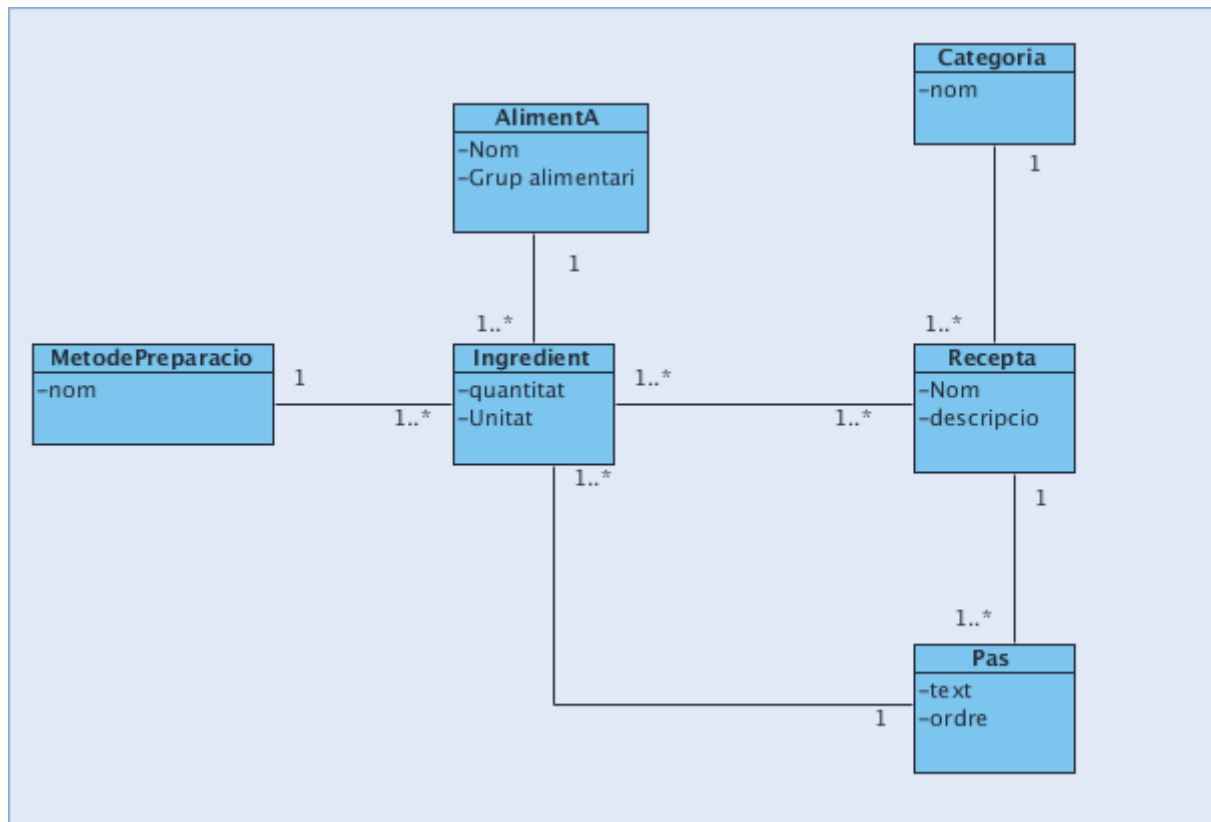 Categoria
-nom
1
AlimentA
-Nom
-Grup alimentari
1
1..*
1..*
MetodePreparacio
-nom
1
1..*
Ingredient
-quantitat
-Unitat
1..*
1..*
Recepta
-Nom
-descripcio
1..*
1
1..*
Pas
-text
-ordre
1